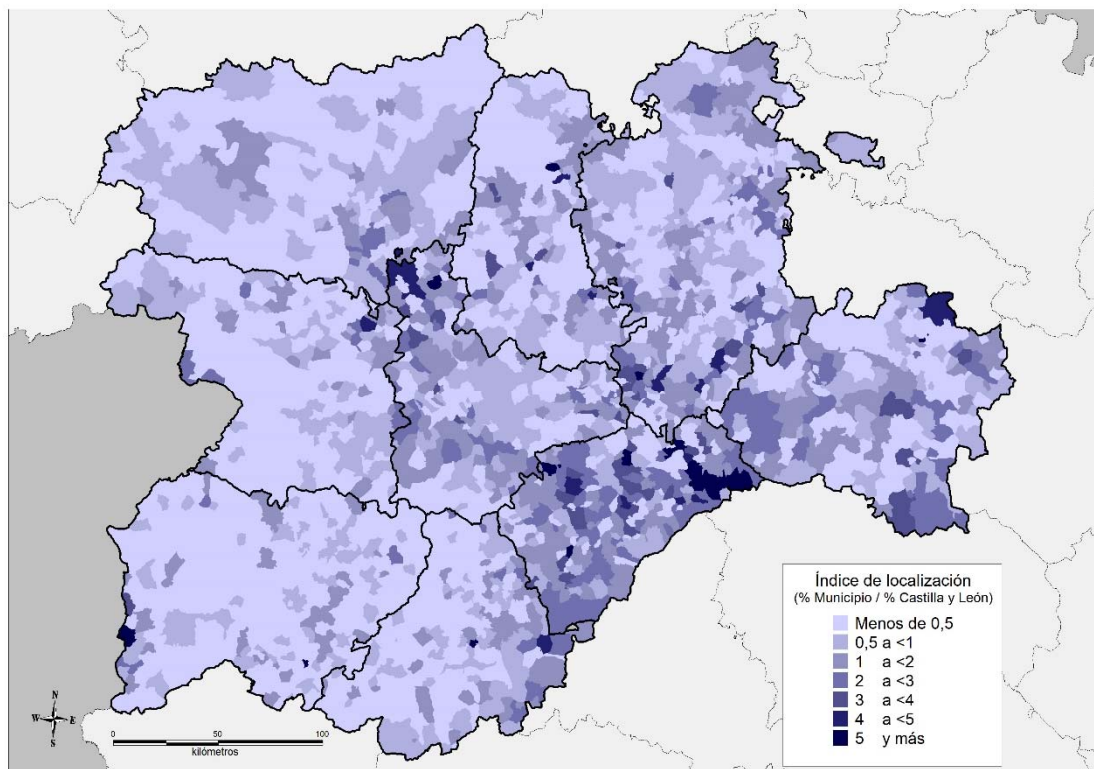 Índice de localización
(% Municipio / % Castilla y León)
Menos de 0,5
0,5 a <1
1 a <2
2 a <3
3 a <4
4 a <5
5 y más
N
W E
S
0 50 100
kilómetros